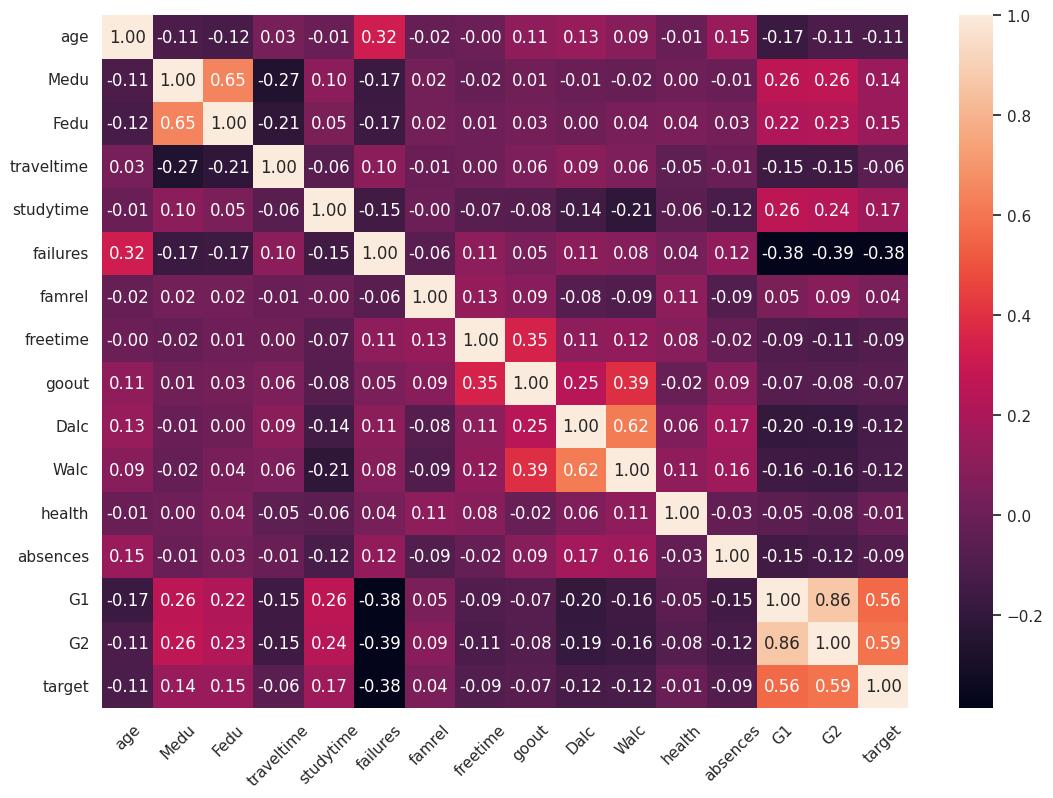 age 1.00 -0.11 -0.12 0.03 -0.01 0.32 -0.02 -0.00 0.11 0.13 0.09 -0.01 0.15 -0.17 -0.11 -0.11
Medu -0.11 1.00 0.65 -0.27 0.10 -0.17 0.02 -0.02 0.01 -0.01 -0.02 0.00 -0.01 0.26 0.26 0.14
Fedu -0.12 0.65 1.00 -0.21 0.05 -0.17 0.02 0.01 0.03 0.00 0.04 0.04 0.03 0.22 0.23 0.15
traveltime 0.03 -0.27 -0.21 1.00 -0.06 0.10 -0.01 0.00 0.06 0.09 0.06 -0.05 -0.01 -0.15 -0.15 -0.06
studytime -0.01 0.10 0.05 -0.06 1.00 -0.15 -0.00 -0.07 -0.08 -0.14 -0.21 -0.06 -0.12 0.26 0.24 0.17
failures 0.32 -0.17 -0.17 0.10 -0.15 1.00 -0.06 0.11 0.05 0.11 0.08 0.04 0.12 -0.38 -0.39 -0.38
famrel -0.02 0.02 0.02 -0.01 -0.00 -0.06 1.00 0.13 0.09 -0.08 -0.09 0.11 -0.09 0.05 0.09 0.04
freetime -0.00 -0.02 0.01 0.00 -0.07 0.11 0.13 1.00 0.35 0.11 0.12 0.08 -0.02 -0.09 -0.11 -0.09
goout 0.11 0.01 0.03 0.06 -0.08 0.05 0.09 0.35 1.00 0.25 0.39 -0.02 0.09 -0.07 -0.08 -0.07
Dalc 0.13 -0.01 0.00 0.09 -0.14 0.11 -0.08 0.11 0.25 1.00 0.62 0.06 0.17 -0.20 -0.19 -0.12
Walc 0.09 -0.02 0.04 0.06 -0.21 0.08 -0.09 0.12 0.39 0.62 1.00 0.11 0.16 -0.16 -0.16 -0.12
health -0.01 0.00 0.04 -0.05 -0.06 0.04 0.11 0.08 -0.02 0.06 0.11 1.00 -0.03 -0.05 -0.08 -0.01
absences 0.15 -0.01 0.03 -0.01 -0.12 0.12 -0.09 -0.02 0.09 0.17 0.16 -0.03 1.00 -0.15 -0.12 -0.09
G1 -0.17 0.26 0.22 -0.15 0.26 -0.38 0.05 -0.09 -0.07 -0.20 -0.16 -0.05 -0.15 1.00 0.86 0.56
G2 -0.11 0.26 0.23 -0.15 0.24 -0.39 0.09 -0.11 -0.08 -0.19 -0.16 -0.08 -0.12 0.86 1.00 0.59
target -0.11 0.14 0.15 -0.06 0.17 -0.38 0.04 -0.09 -0.07 -0.12 -0.12 -0.01 -0.09 0.56 0.59 1.00
age Medu Fedu traveltime studytime failures famrel freetime goout Dalc Walc health absences G1 G2 target
1.0
0.8
0.6
0.4
0.2
0.0
−0.2